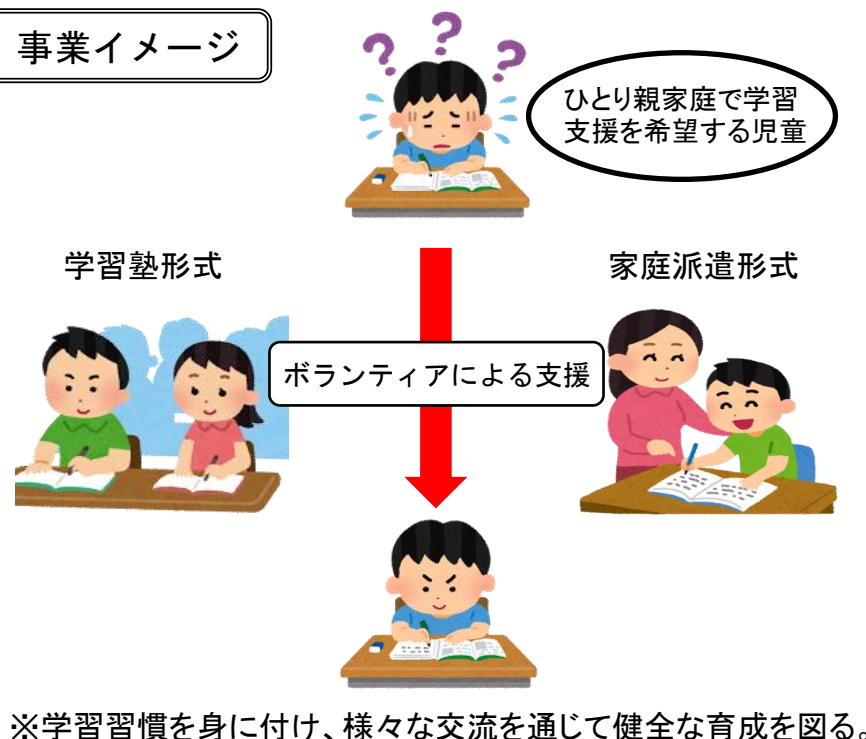 事業イメージ
? ? ?
ひとり親家庭で学習
支援を希望する児童
学習塾形式
家庭派遣形式
ボランティアによる支援
※学習習慣を身に付け、様々な交流を通じて健全な育成を図る。